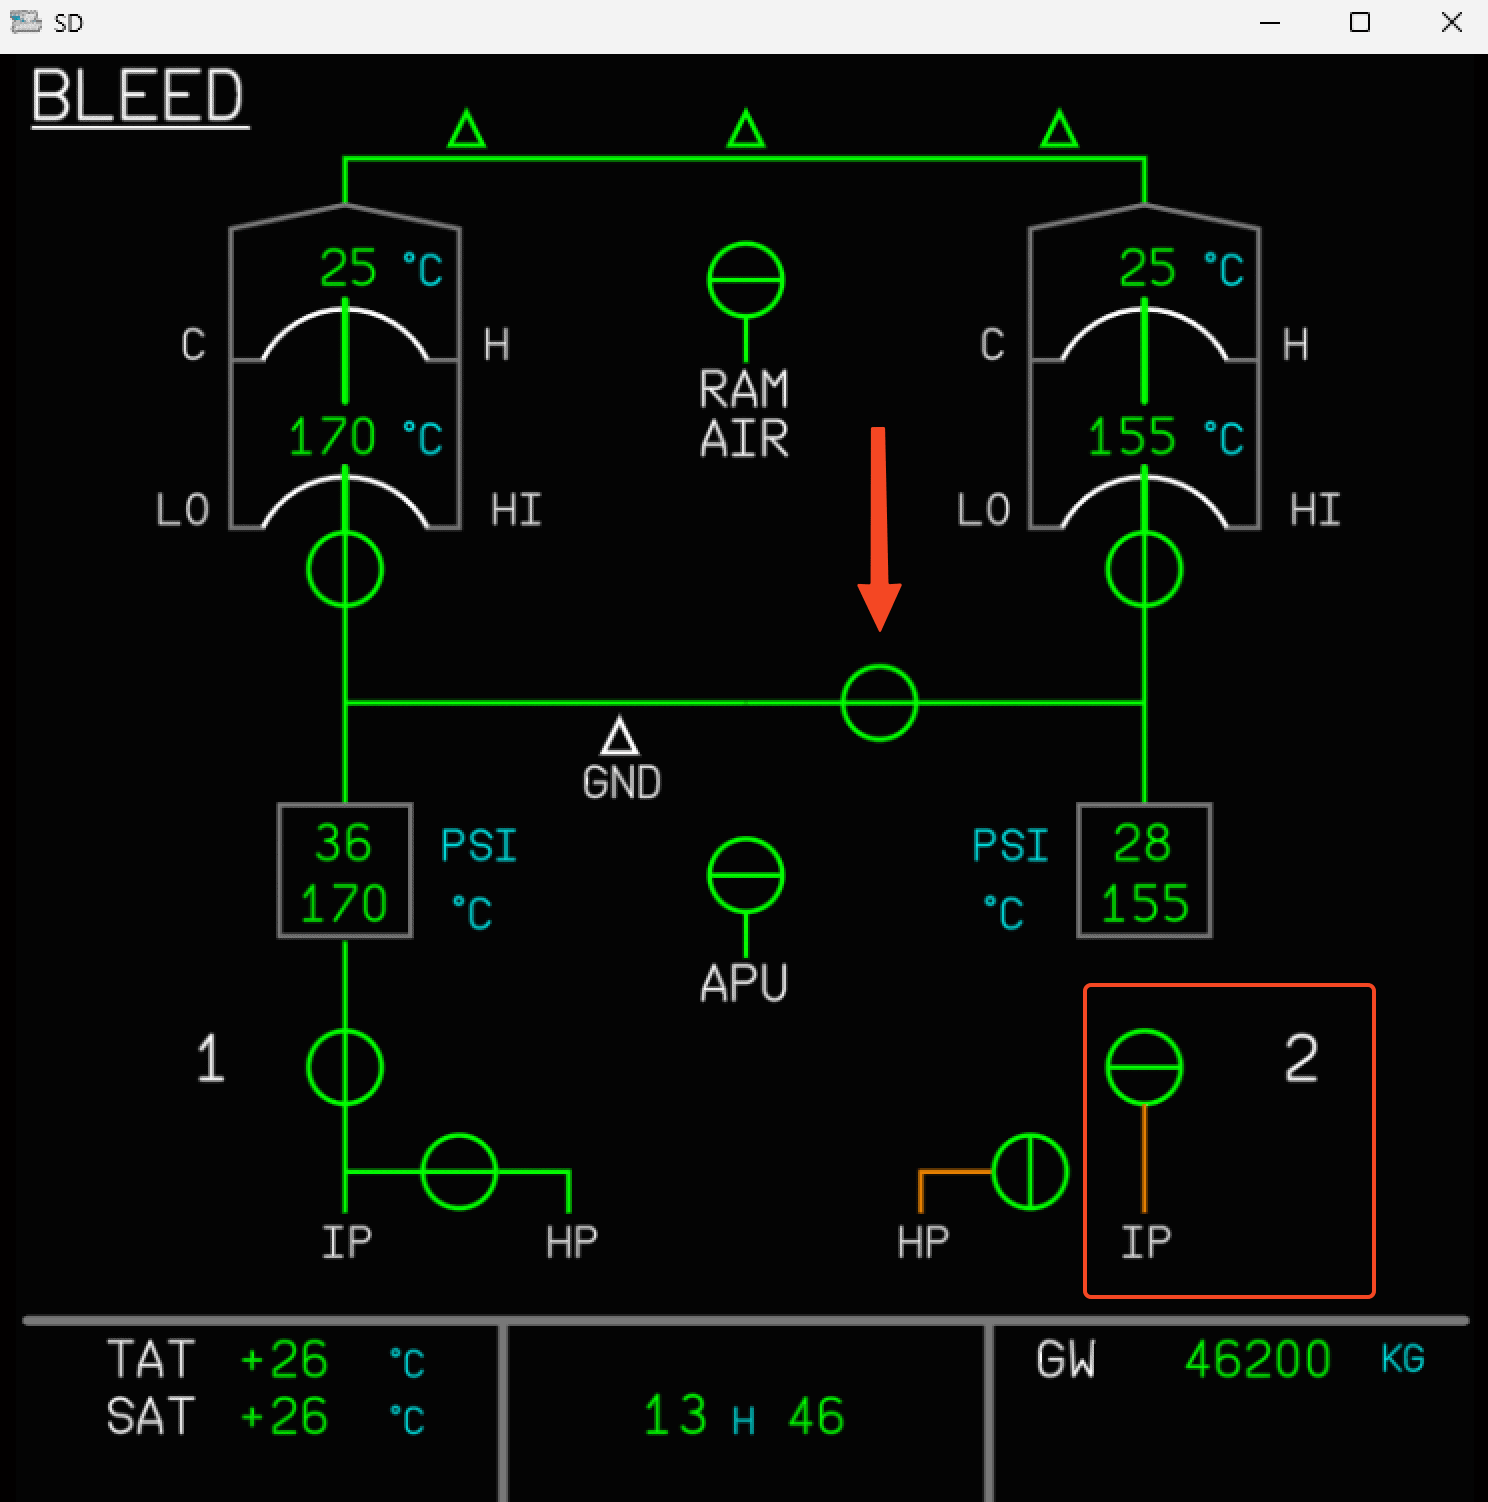 SD
BLEED
25 °C
25 °C
C H
C H
RAM
AIR
170 °C
155 °C
LO HI
LO HI
GND
36 PSI
170 °C
PSI 28
°C 155
APU
1
2
IP HP
HP IP
TAT +26 °C
SAT +26 °C
13 H 46
GW 46200 KG